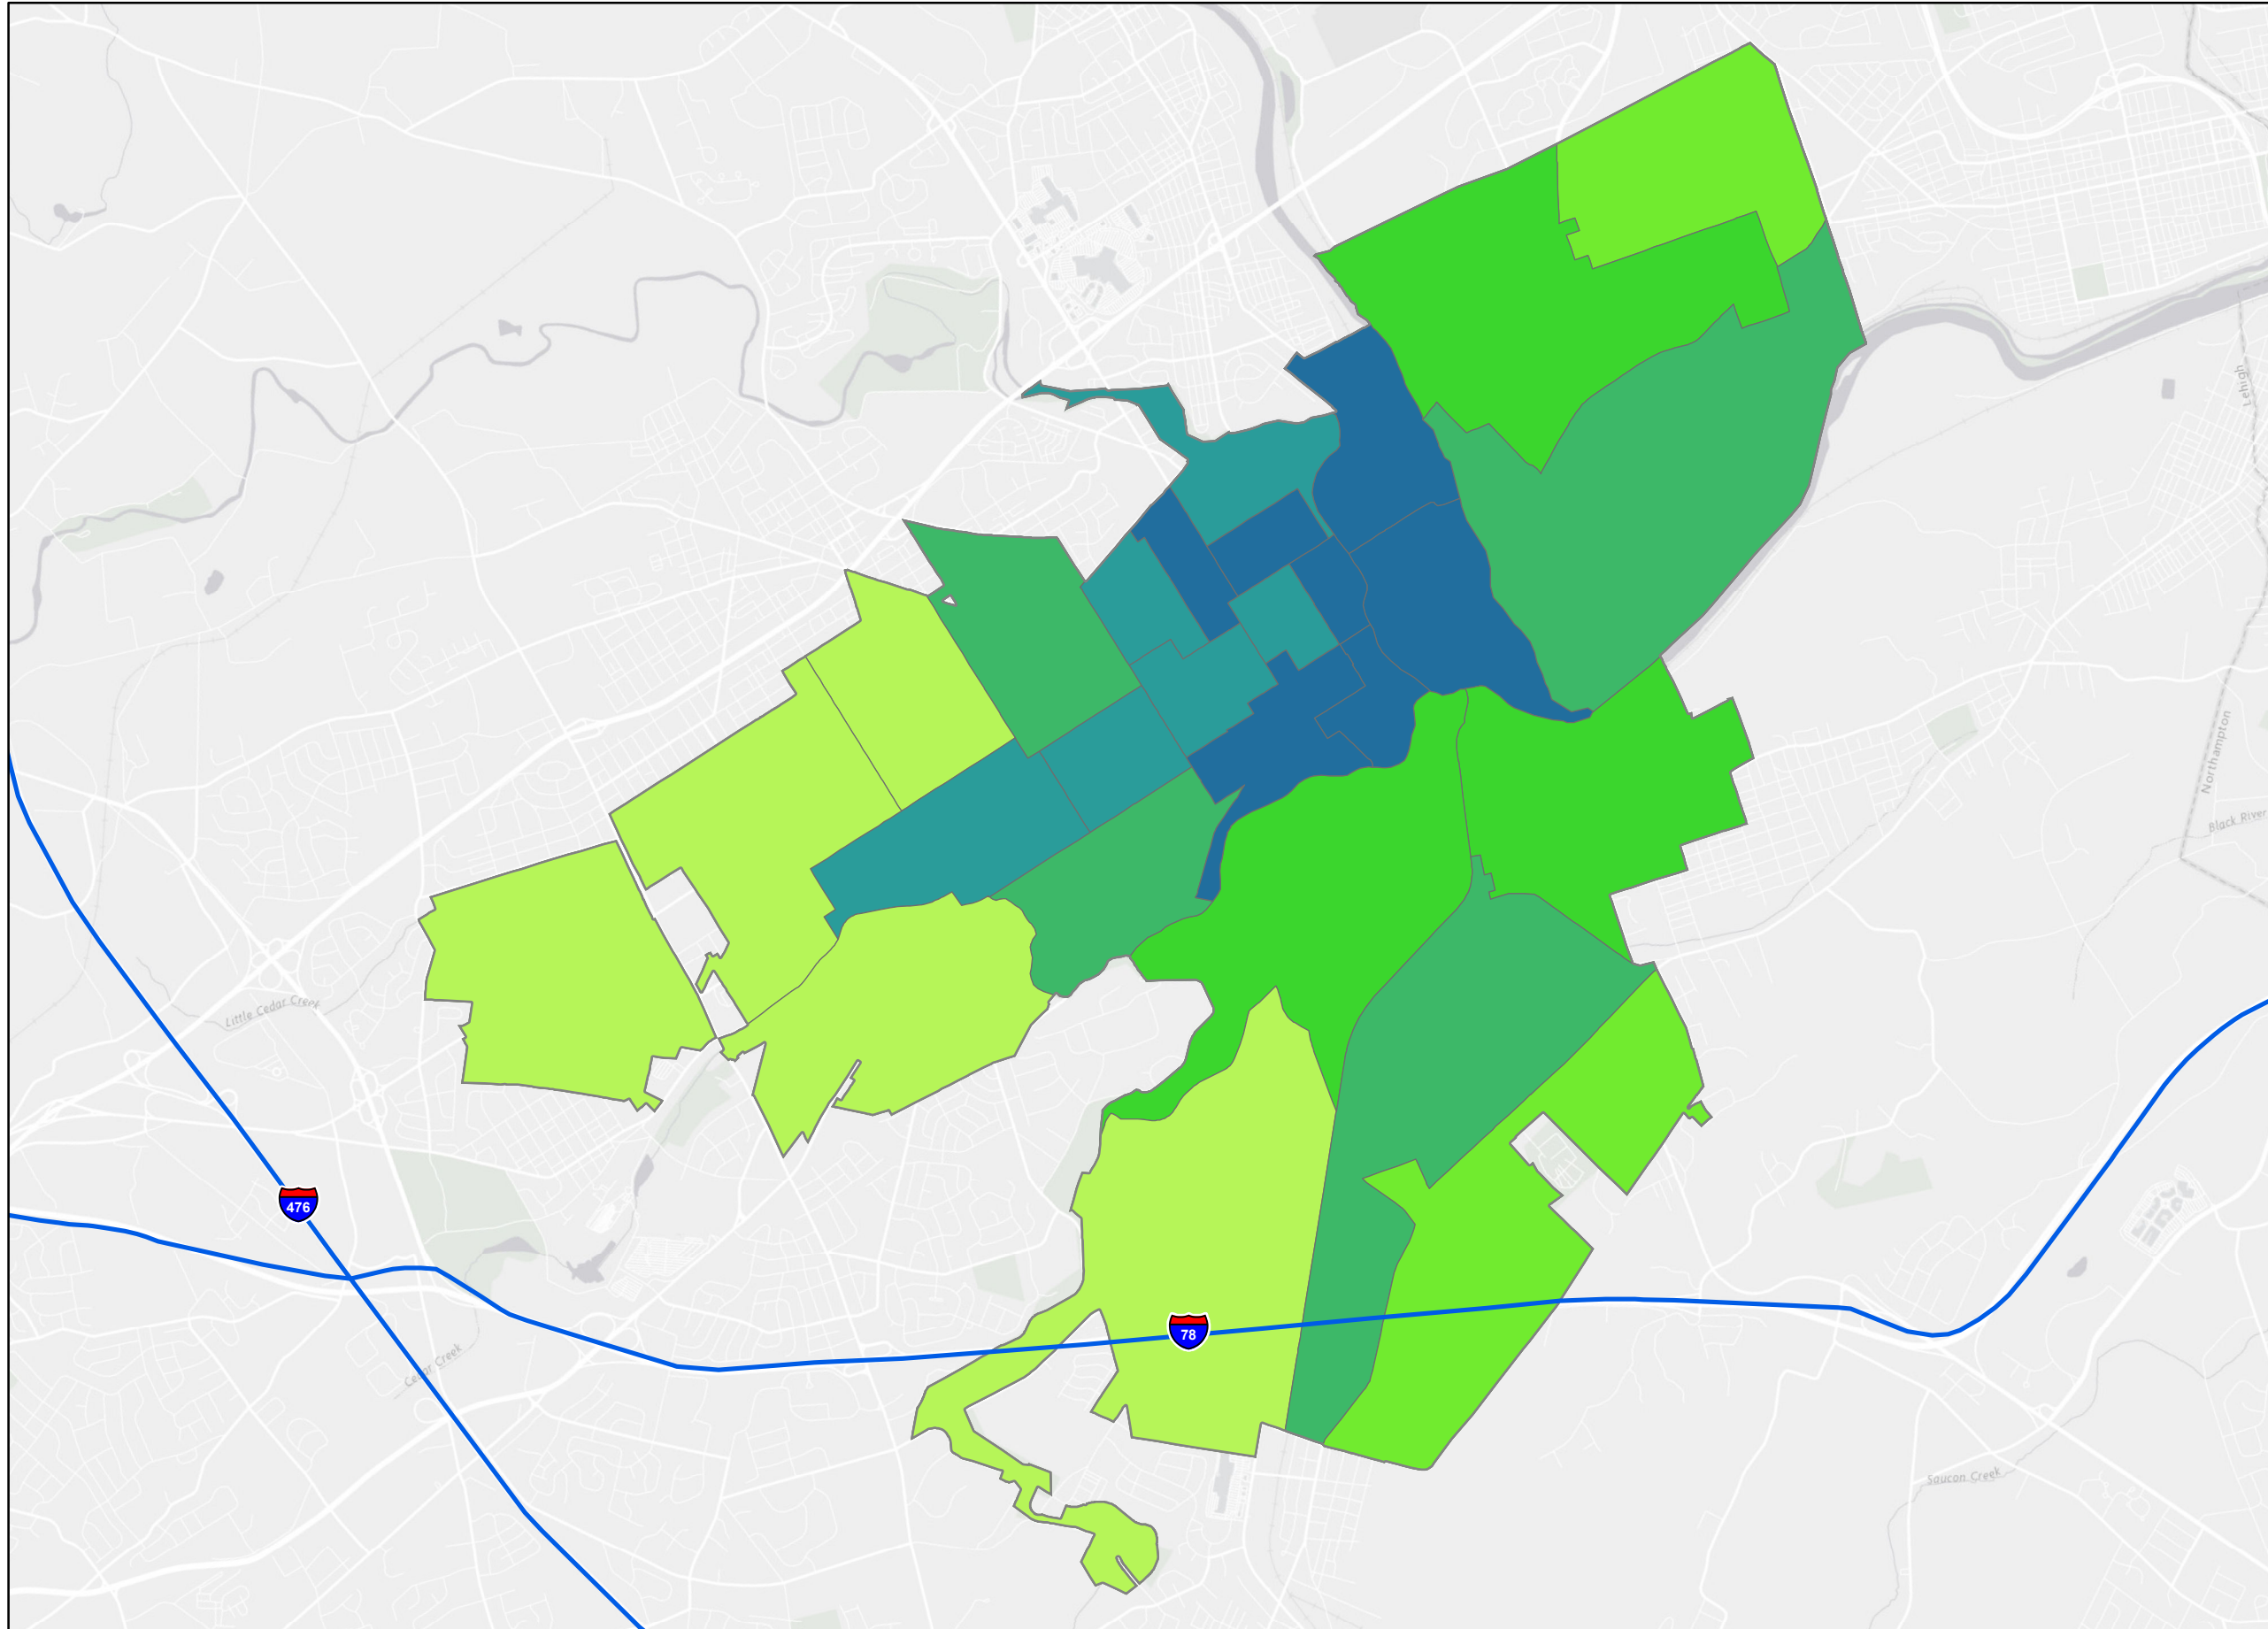 Lehigh
Northampton
Black River
Little Cedar Creek
476
78
Cedar Creek
Saucon Creek